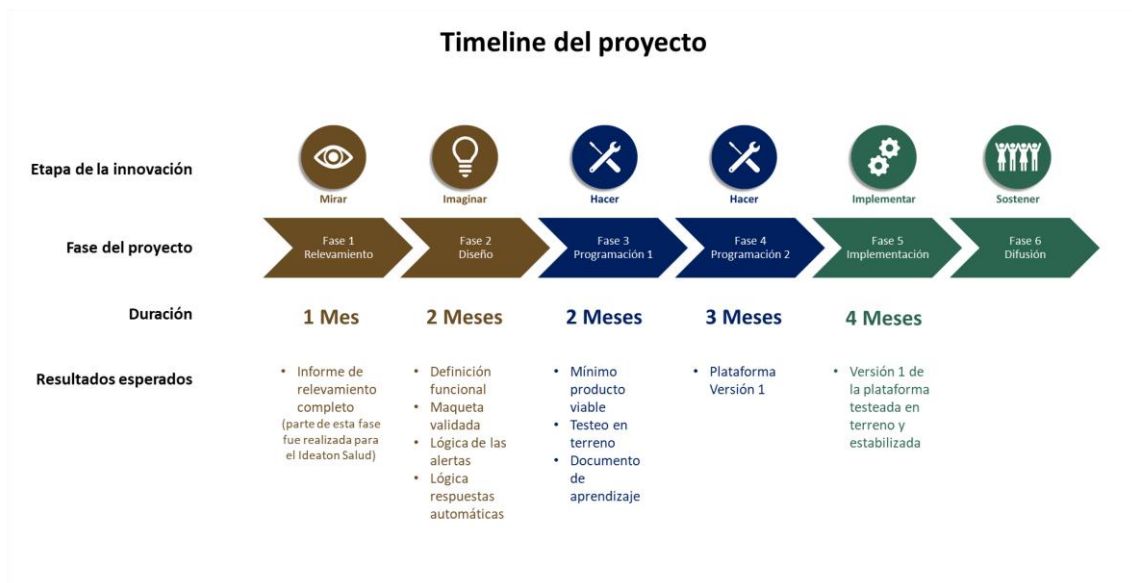 Timeline del proyecto
Etapa de la innovación
Mirar
Imaginar
Hacer
Hacer
Implementar
Sostener
Fase del proyecto
Fase 1
Relevamiento
Fase 2
Diseño
Fase 3
Programación 1
Fase 4
Programación 2
Fase 5
Implementación
Fase 6
Difusión
Duración
1 Mes
2 Meses
2 Meses
3 Meses
4 Meses
Resultados esperados
• Informe de
relevamiento
completo
(parte de esta fase
fue realizada para
el Ideaton Salud)
• Definición
funcional
• Maqueta
validada
• Lógica de las
alertas
• Lógica
respuestas
automáticas
• Mínimo
producto
viable
• Testeo en
terreno
• Documento
de
aprendizaje
• Plataforma
Versión 1
• Versión 1 de
la plataforma
testeada en
terreno y
estabilizada